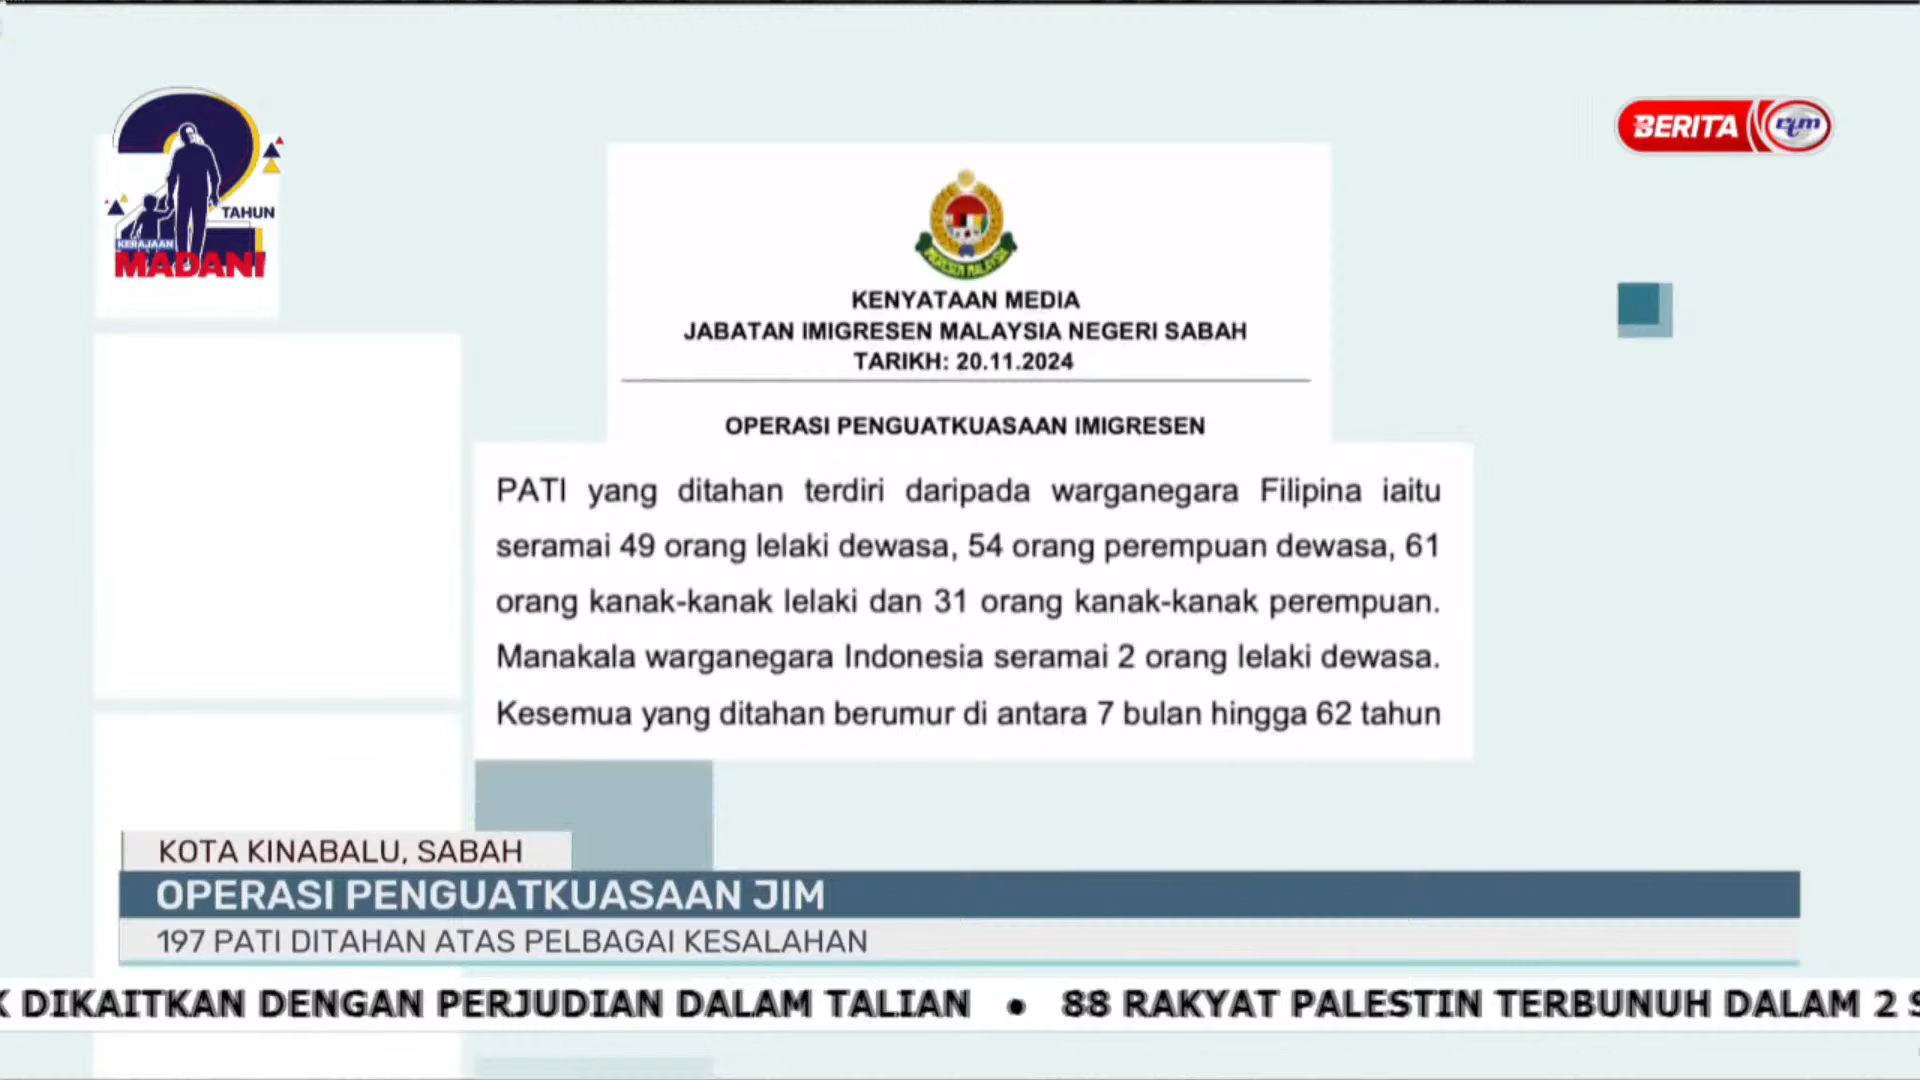 2
TAHUN
KERAJAAN
MADANI
BERITA rtm
IMIGRESEN MALAYSIA
KENYATAAN MEDIA
JABATAN IMIGRESEN MALAYSIA NEGERI SABAH
TARIKH: 20.11.2024
OPERASI PENGUATKUASAAN IMIGRESEN
PATI yang ditahan terdiri daripada warganegara Filipina iaitu
seramai 49 orang lelaki dewasa, 54 orang perempuan dewasa, 61
orang kanak-kanak lelaki dan 31 orang kanak-kanak perempuan.
Manakala warganegara Indonesia seramai 2 orang lelaki dewasa.
Kesemua yang ditahan berumur di antara 7 bulan hingga 62 tahun
KOTA KINABALU, SABAH
OPERASI PENGUATKUASAAN JIM
197 PATI DITAHAN ATAS PELBAGAI KESALAHAN
K DIKAITKAN DENGAN PERJUDIAN DALAM TALIAN • 88 RAKYAT PALESTIN TERBUNUH DALAM 2 S